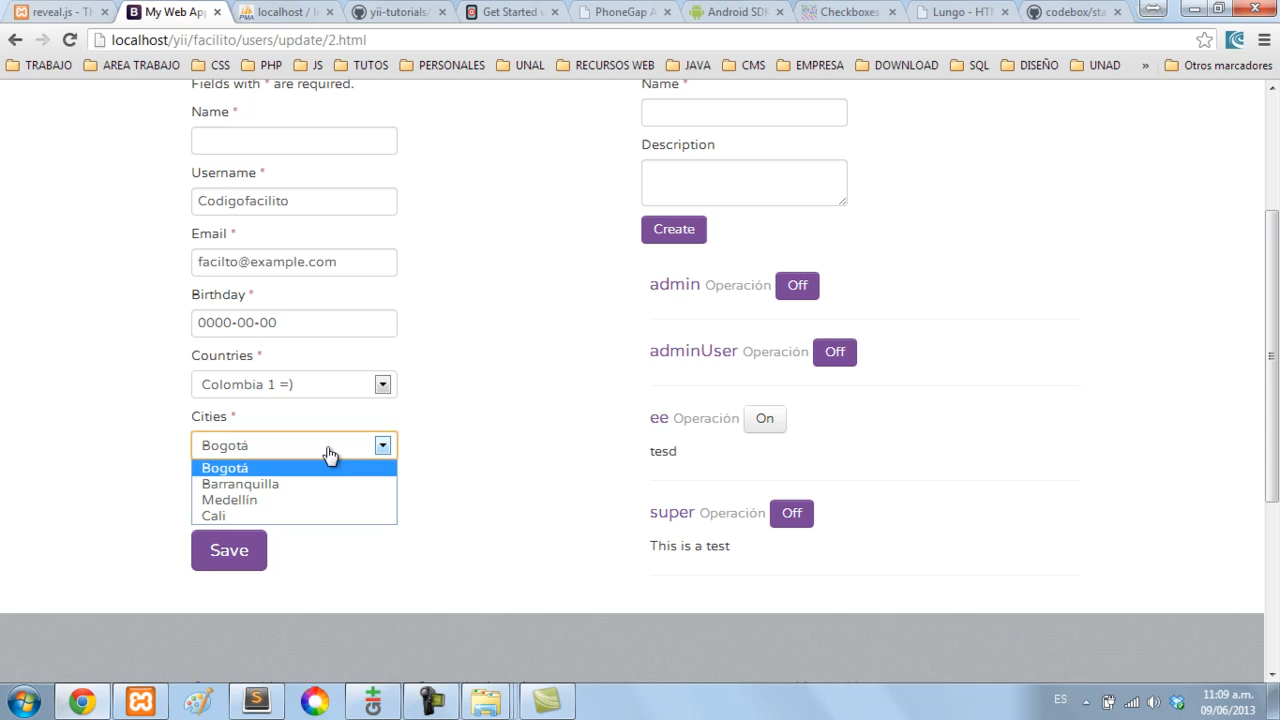 reveal.js - Th
My Web App
localhost / lo
yii-tutorials/
Get Started w
PhoneGap A
Android SDK
Checkboxes
Lungo - HTM
codebox/sta
localhost/yii/facilito/users/update/2.html
TRABAJO AREA TRABAJO CSS PHP JS TUTOS PERSONALES UNAL RECURSOS WEB JAVA CMS EMPRESA DOWNLOAD SQL DISEÑO UNAD » Otros marcadores
Fields with * are required.
Name *
Username *
Codigofacilito
Email *
facilto@example.com
Birthday *
0000-00-00
Countries *
Colombia 1 =)
Cities *
Bogotá
Bogotá
Barranquilla
Medellín
Cali
Save
Name *
Description
Create
admin Operación Off
adminUser Operación Off
ee Operación On
tesd
super Operación Off
This is a test
ES
11:09 a.m.
09/06/2013